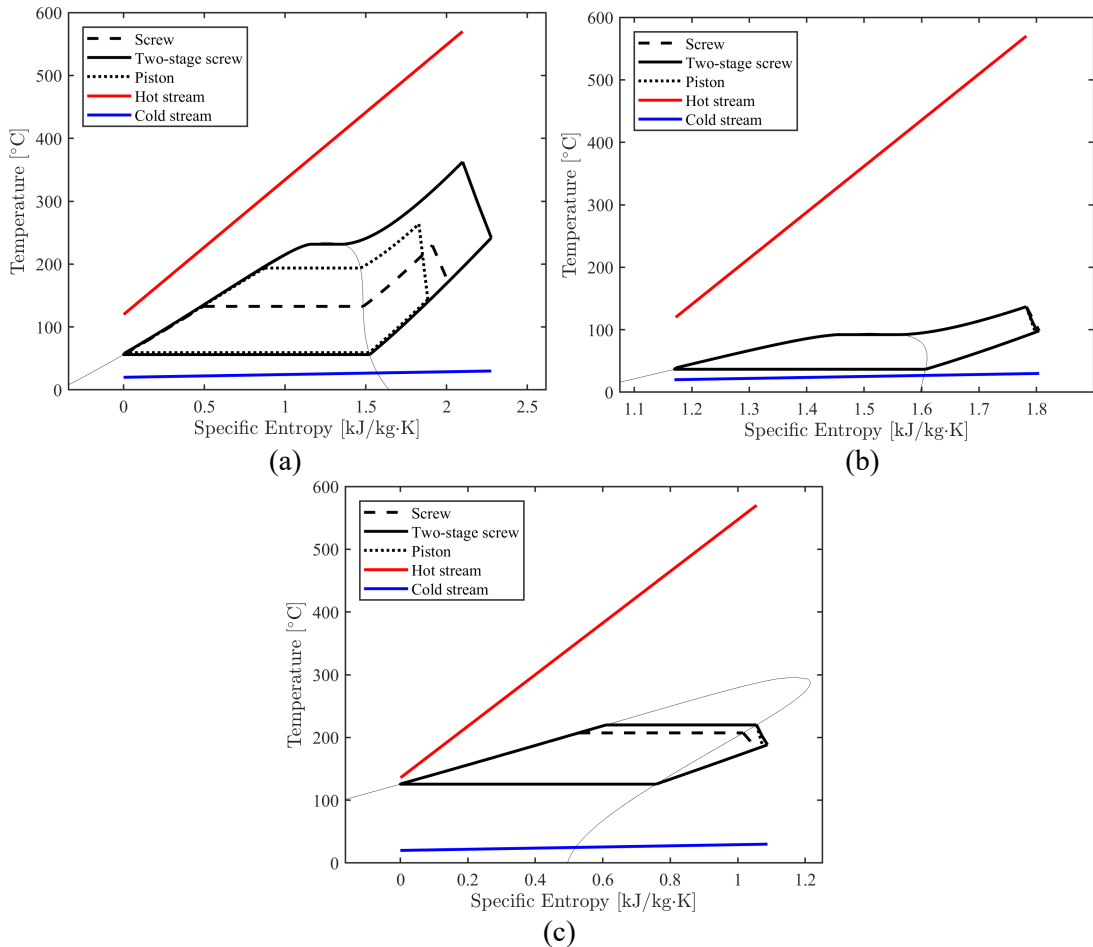 600
500
400
300
200
100
0
Temperature [°C]
Screw
Two-stage screw
Piston
Hot stream
Cold stream
0 0.5 1 1.5 2 2.5
Specific Entropy [kJ/kg·K]
(a)
600
500
400
300
200
100
0
Temperature [°C]
Screw
Two-stage screw
Piston
Hot stream
Cold stream
1.1 1.2 1.3 1.4 1.5 1.6 1.7 1.8
Specific Entropy [kJ/kg·K]
(b)
600
500
400
300
200
100
0
Temperature [°C]
Screw
Two-stage screw
Piston
Hot stream
Cold stream
0 0.2 0.4 0.6 0.8 1 1.2
Specific Entropy [kJ/kg·K]
(c)